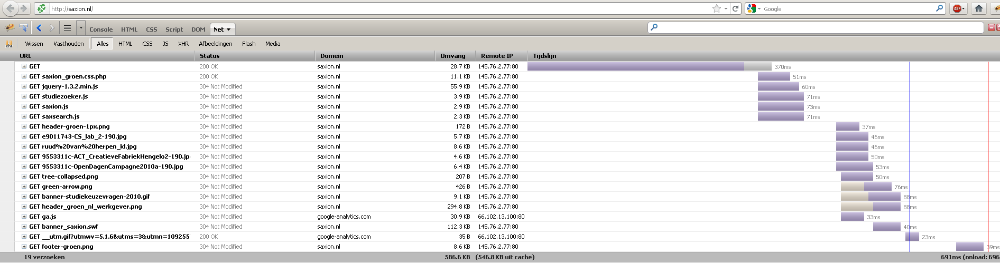 http://saxion.nl/ Google ABP
Console HTML CSS Script DOM Net
xhr Wissen Vasthouden Alles HTML CSS JS XHR Afbeeldingen Flash Media
URL Status Domein Omvang Remote IP Tijdslijn
GET 200 OK saxion.nl 28.7 KB 145.76.2.77:80 370ms
GET saxion_groen.css.php 200 OK saxion.nl 11.1 KB 145.76.2.77:80 51ms
GET jquery-1.3.2.min.js 304 Not Modified saxion.nl 55.9 KB 145.76.2.77:80 60ms
GET studiezoeker.js 304 Not Modified saxion.nl 3.9 KB 145.76.2.77:80 71ms
GET saxion.js 304 Not Modified saxion.nl 2.9 KB 145.76.2.77:80 73ms
GET saxsearch.js 304 Not Modified saxion.nl 2.3 KB 145.76.2.77:80 71ms
GET header-groen-1px.png 304 Not Modified saxion.nl 172 B 145.76.2.77:80 37ms
GET e9011743-CS_lab_2-190.jpg 304 Not Modified saxion.nl 5.7 KB 145.76.2.77:80 46ms
GET ruud%20van%20herpen_kl.jpg 304 Not Modified saxion.nl 8.6 KB 145.76.2.77:80 46ms
GET 9553311c-ACT_CreatieveFabriekHengelo2-190.jp 304 Not Modified saxion.nl 4.6 KB 145.76.2.77:80 50ms
GET 9553311c-OpenDagenCampagne2010a-190.jpg 304 Not Modified saxion.nl 6.4 KB 145.76.2.77:80 53ms
GET tree-collapsed.png 304 Not Modified saxion.nl 207 B 145.76.2.77:80 50ms
GET green-arrow.png 304 Not Modified saxion.nl 426 B 145.76.2.77:80 76ms
GET banner-studiekeuzevragen-2010.gif 304 Not Modified saxion.nl 9.1 KB 145.76.2.77:80 88ms
GET header_groen_nl_werkgever.png 304 Not Modified saxion.nl 294.8 KB 145.76.2.77:80 88ms
GET ga.js 304 Not Modified google-analytics.com 30.9 KB 66.102.13.100:80 33ms
GET banner_saxion.swf 304 Not Modified saxion.nl 112.3 KB 145.76.2.77:80 40ms
GET __utm.gif?utmwv=5.1.6&utms=3&utmn=109255 200 OK google-analytics.com 35 B 66.102.13.100:80 23ms
GET footer-groen.png 304 Not Modified saxion.nl 8.6 KB 145.76.2.77:80 39ms
19 verzoeken 586.6 KB (546.8 KB uit cache) 691ms (onload: 696